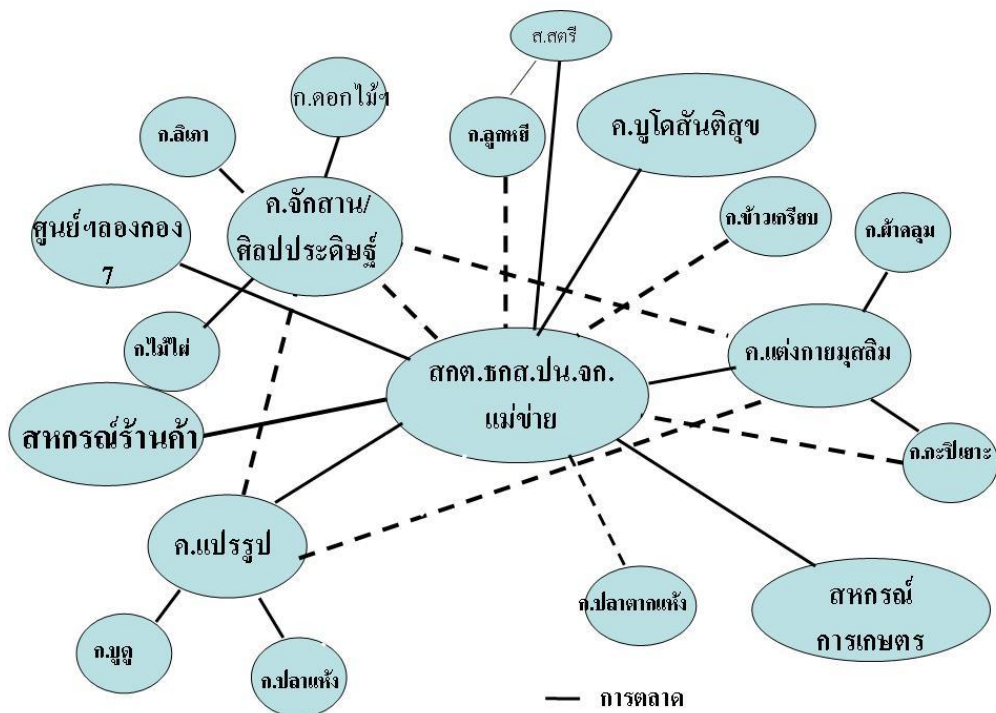 ส.สตรี
ก.ดอกไม้ฯ
ก.ลิเภา
ก.ลูกหยี
ค.บูโดสันติสุข
ค.จักสาน/
ศิลปประดิษฐ์
ศูนย์ฯลองกอง
7
ก.ข้าวเกรียบ
ก.ผ้าคลุม
ก.ไม้ไผ่
สกต.ธกส.ปน.จก.
แม่ข่าย
ค.แต่งกายมุสลิม
สหกรณ์ร้านค้า
ก.กะปิเยาะ
ค.แปรรูป
ก.ปลาตากแห้ง
สหกรณ์
การเกษตร
ก.บูดู
ก.ปลาแห้ง
การตลาด